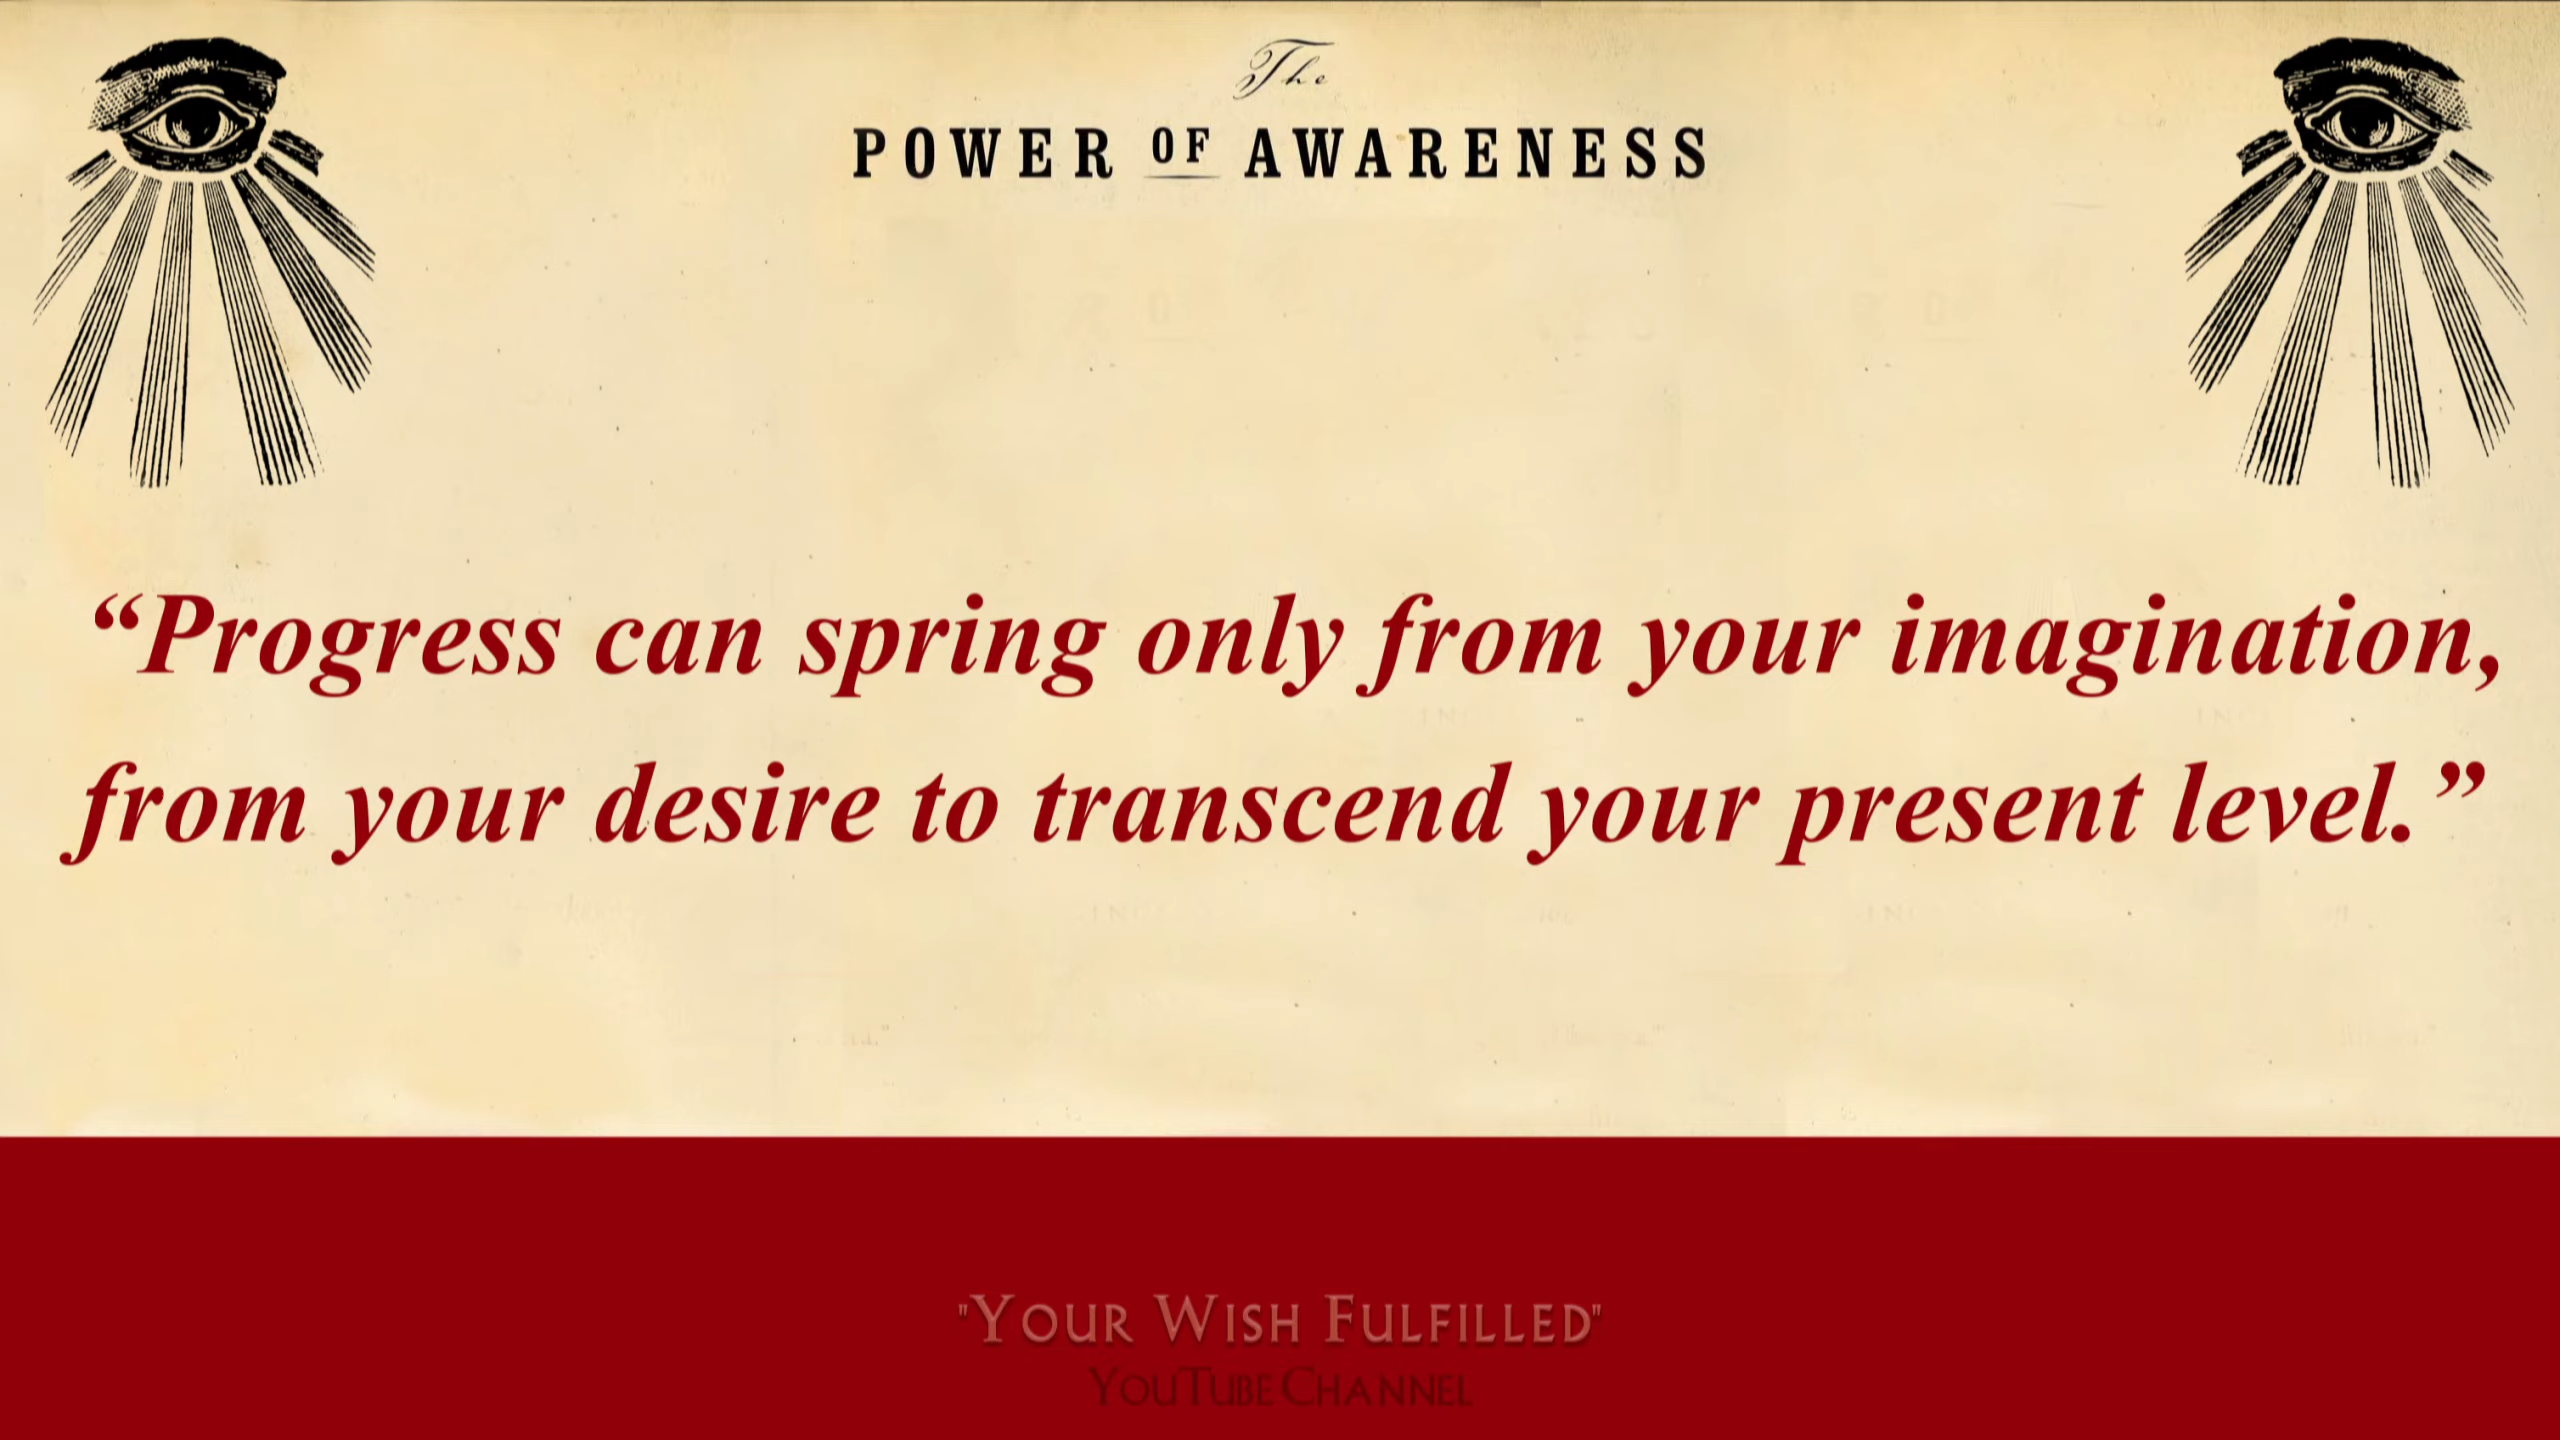 The
POWER OF AWARENESS
“Progress can spring only from your imagination,
from your desire to transcend your present level.”
"YOUR WISH FULFILLED"
YOUTUBE CHANNEL